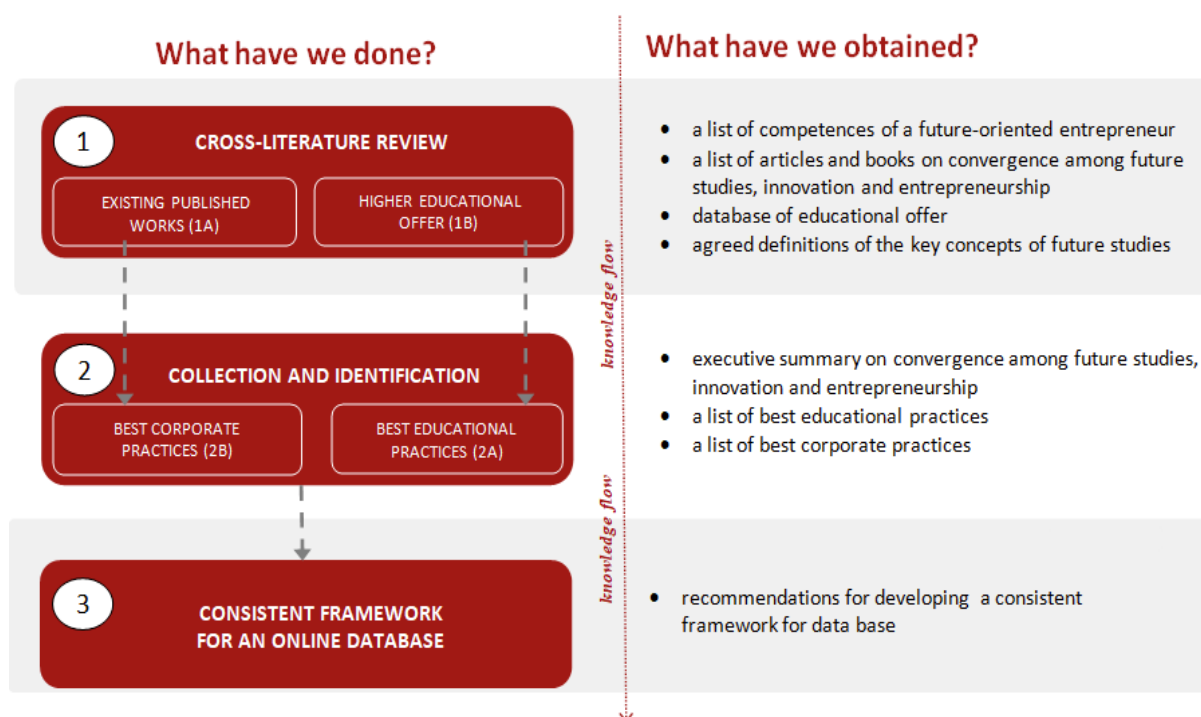 What have we done?
What have we obtained?
1
CROSS-LITERATURE REVIEW
EXISTING PUBLISHED
WORKS (1A)
HIGHER EDUCATIONAL
OFFER (1B)
• a list of competences of a future-oriented entrepreneur
• a list of articles and books on convergence among future
studies, innovation and entrepreneurship
• database of educational offer
• agreed definitions of the key concepts of future studies
knowledge flow
2
COLLECTION AND IDENTIFICATION
BEST CORPORATE
PRACTICES (2B)
BEST EDUCATIONAL
PRACTICES (2A)
• executive summary on convergence among future studies,
innovation and entrepreneurship
• a list of best educational practices
• a list of best corporate practices
knowledge flow
3
CONSISTENT FRAMEWORK
FOR AN ONLINE DATABASE
• recommendations for developing a consistent
framework for data base